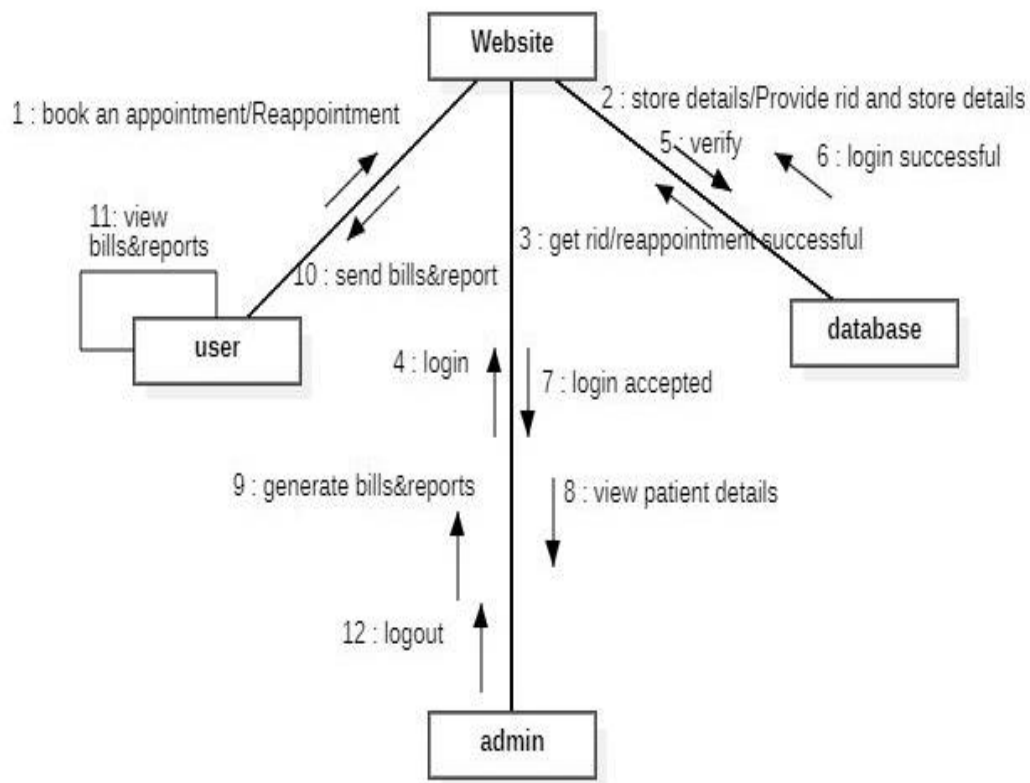 Website
1 : book an appointment/Reappointment
2 : store details/Provide rid and store details
5 : verify
6 : login successful
11: view
bills&reports
3 : get rid/reappointment successful
10 : send bills&report
user
database
4 : login
7 : login accepted
9 : generate bills&reports
8 : view patient details
12 : logout
admin